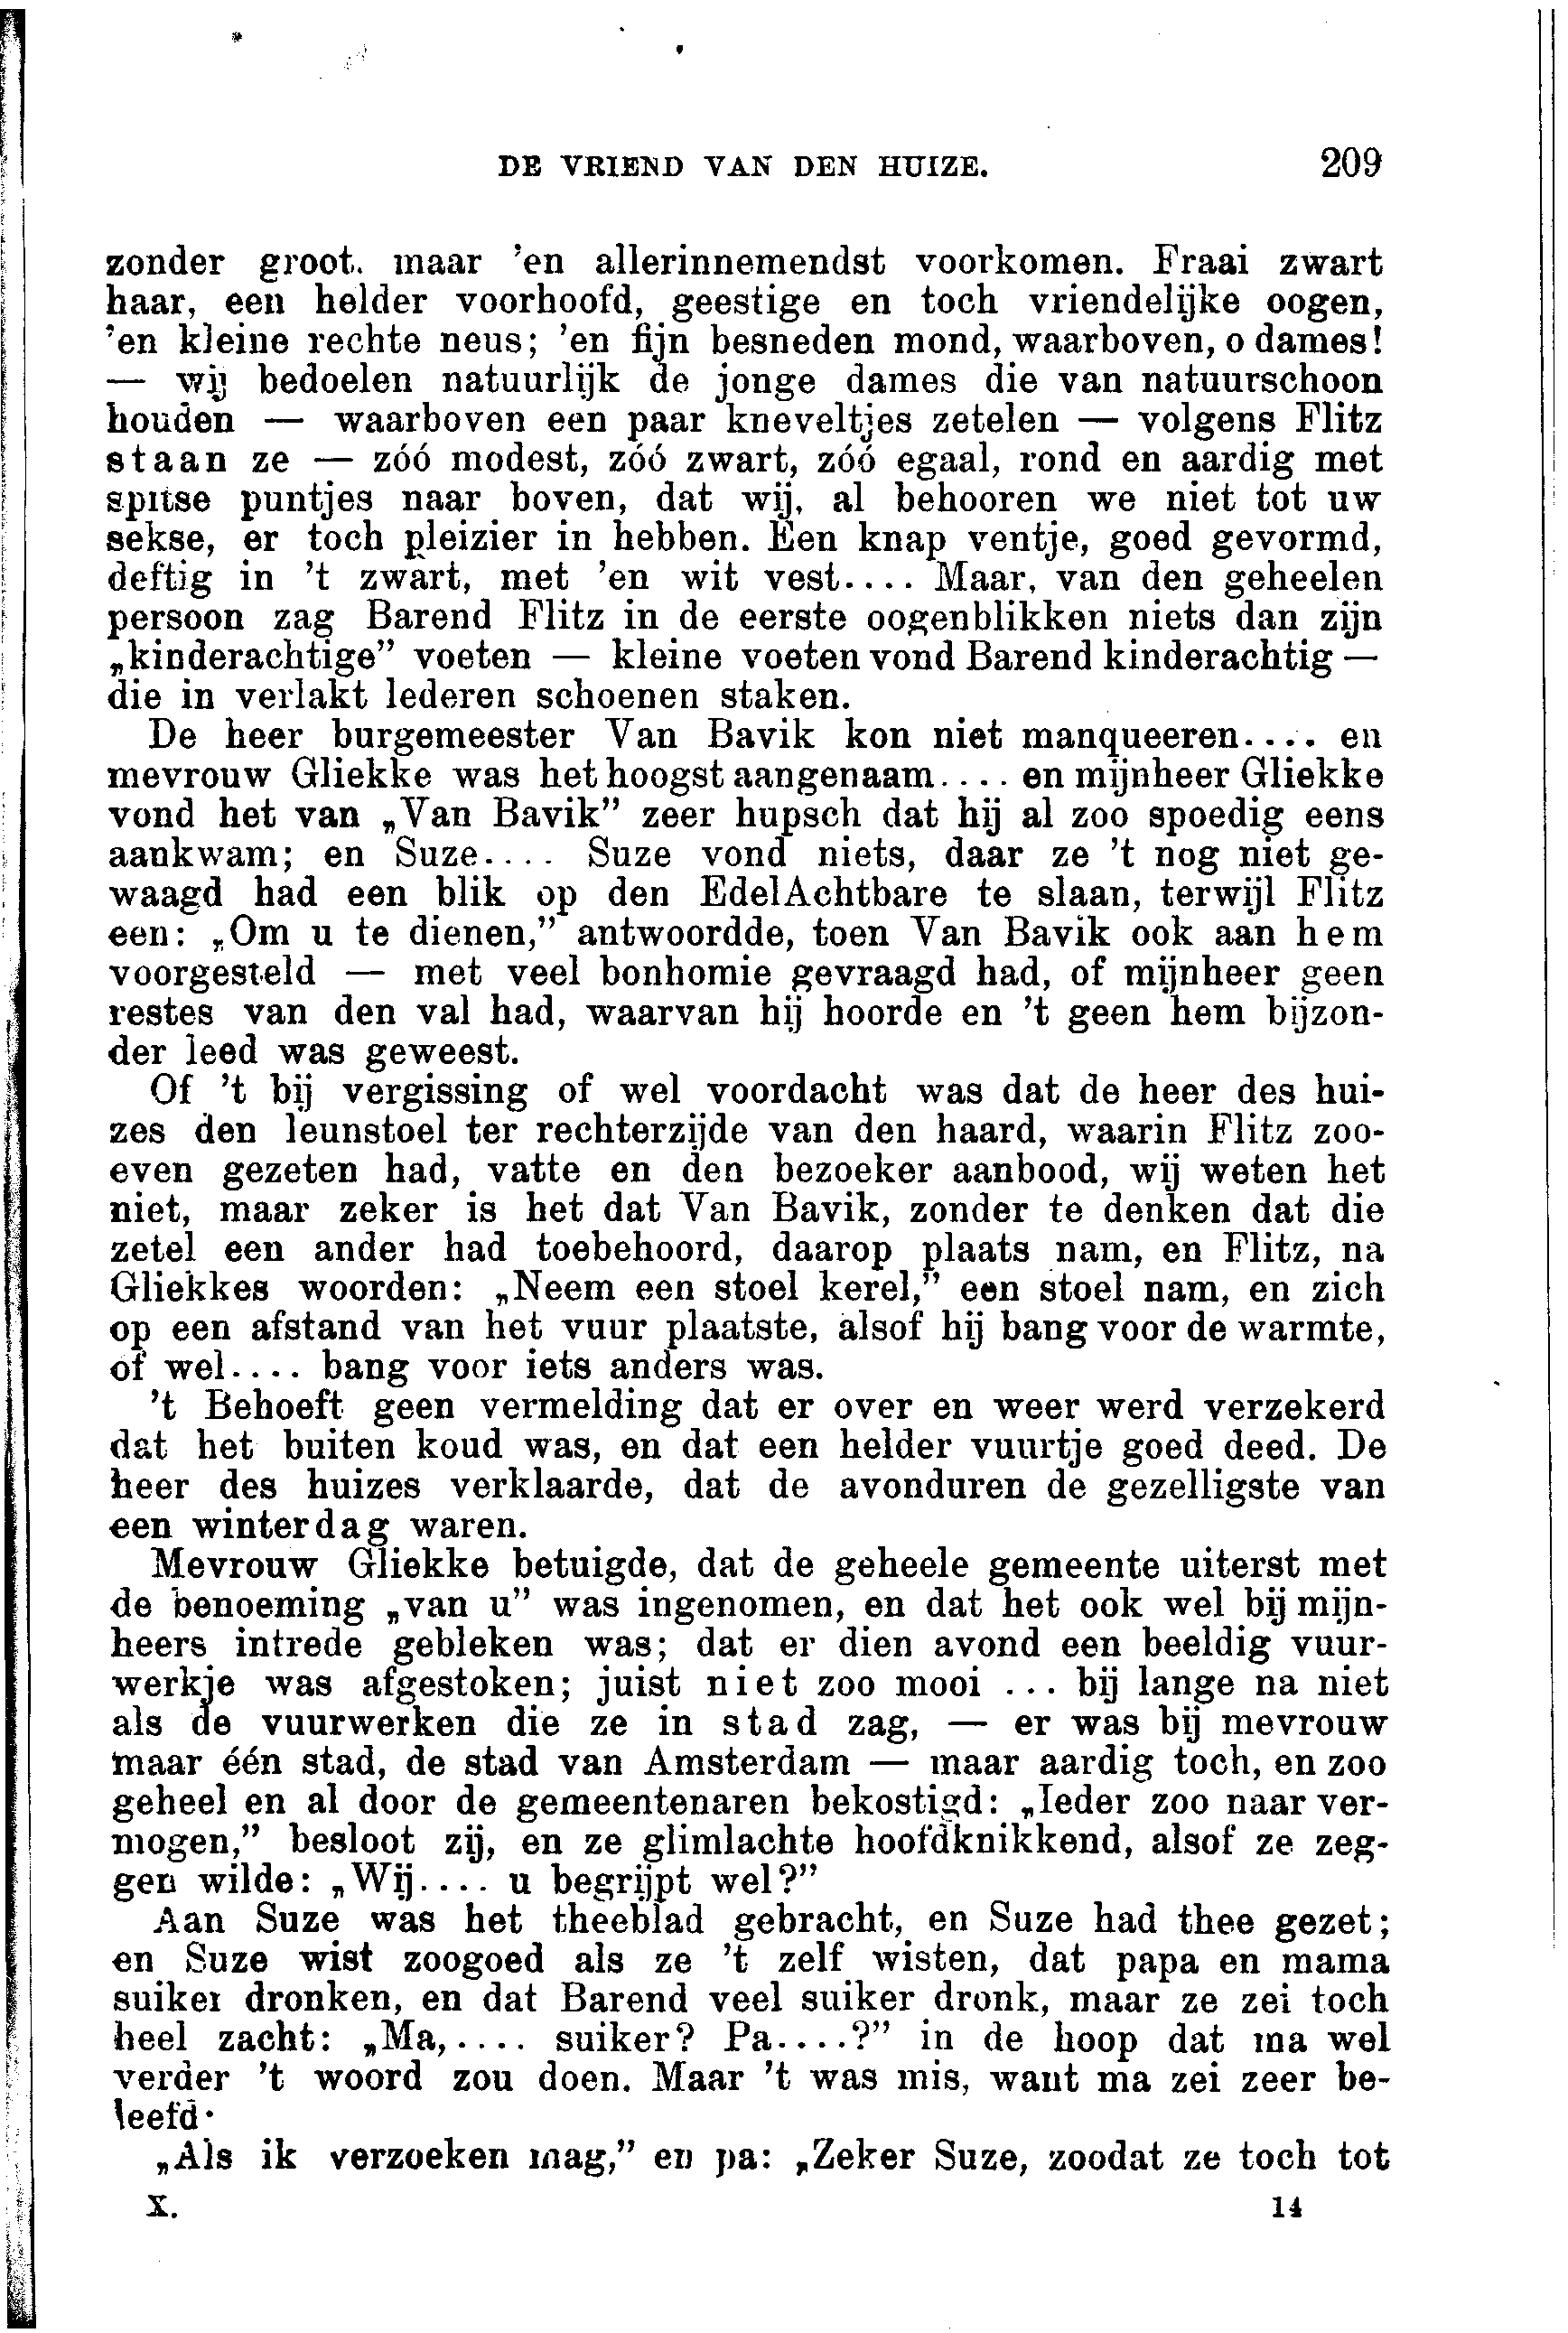 DE VRIEND VAN DEN HUIZE. 209
zonder groot. maar 'en allerinnemendst voorkomen. Fraai zwart
haar, een helder voorhoofd, geestige en toch vriendelijke oogen,
'en kleine rechte neus; 'en fijn besneden mond, waarboven, o dames!
— wij bedoelen natuurlijk de jonge dames die van natuurschoon
houden — waarboven een paar kneveltjes zetelen — volgens Flitz
staan ze — zóó modest, zóó zwart, zóó egaal, rond en aardig met
spitse puntjes naar boven, dat wij, al behooren we niet tot uw
sekse, er toch pleizier in hebben. Een knap ventje, goed gevormd,
deftig in 't zwart, met 'en wit vest.... Maar, van den geheelen
persoon zag Barend Flitz in de eerste oogenblikken niets dan zijn
„kinderachtige” voeten — kleine voeten vond Barend kinderachtig —
die in verlakt lederen schoenen staken.
De heer burgemeester Van Bavik kon niet manqueeren.... en
mevrouw Gliekke was het hoogst aangenaam.... en mijnheer Gliekke
vond het van „Van Bavik” zeer hupsch dat hij al zoo spoedig eens
aankwam; en Suze.... Suze vond niets, daar ze 't nog niet ge-
waagd had een blik op den EdelAchtbare te slaan, terwijl Flitz
een: „Om u te dienen,” antwoordde, toen Van Bavik ook aan hem
voorgesteld — met veel bonhomie gevraagd had, of mijnheer geen
restes van den val had, waarvan hij hoorde en 't geen hem bijzon-
der leed was geweest.
Of 't bij vergissing of wel voordacht was dat de heer des hui-
zes den leunstoel ter rechterzijde van den haard, waarin Flitz zoo-
even gezeten had, vatte en den bezoeker aanbood, wij weten het
niet, maar zeker is het dat Van Bavik, zonder te denken dat die
zetel een ander had toebehoord, daarop plaats nam, en Flitz, na
Gliekkes woorden: „Neem een stoel kerel,” een stoel nam, en zich
op een afstand van het vuur plaatste, alsof hij bang voor de warmte,
of wel.... bang voor iets anders was.
't Behoeft geen vermelding dat er over en weer werd verzekerd
dat het buiten koud was, en dat een helder vuurtje goed deed. De
heer des huizes verklaarde, dat de avonduren de gezelligste van
een winterdag waren.
Mevrouw Gliekke betuigde, dat de geheele gemeente uiterst met
de benoeming „van u” was ingenomen, en dat het ook wel bij mijn-
heers intrede gebleken was; dat er dien avond een beeldig vuur-
werkje was afgestoken; juist niet zoo mooi ... bij lange na niet
als de vuurwerken die ze in stad zag, — er was bij mevrouw
maar één stad, de stad van Amsterdam — maar aardig toch, en zoo
geheel en al door de gemeentenaren bekostigd: „Ieder zoo naar ver-
mogen,” besloot zij, en ze glimlachte hoofdknikkend, alsof ze zeg-
gen wilde: „Wij.... u begrijpt wel?”
Aan Suze was het theeblad gebracht, en Suze had thee gezet;
en Suze wist zoogoed als ze 't zelf wisten, dat papa en mama
suiker dronken, en dat Barend veel suiker dronk, maar ze zei toch
heel zacht: „Ma,.... suiker? Pa....?” in de hoop dat ma wel
verder 't woord zou doen. Maar 't was mis, want ma zei zeer be-
leefd·
„Als ik verzoeken mag,” en pa: „Zeker Suze, zoodat ze toch tot
X. 14